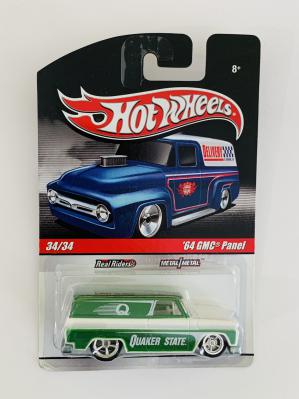 8+
HOT WHEELS
DELIVERY
34/34
'64 GMC® Panel
Real Riders
METAL/METAL
Q
QUAKER STATE